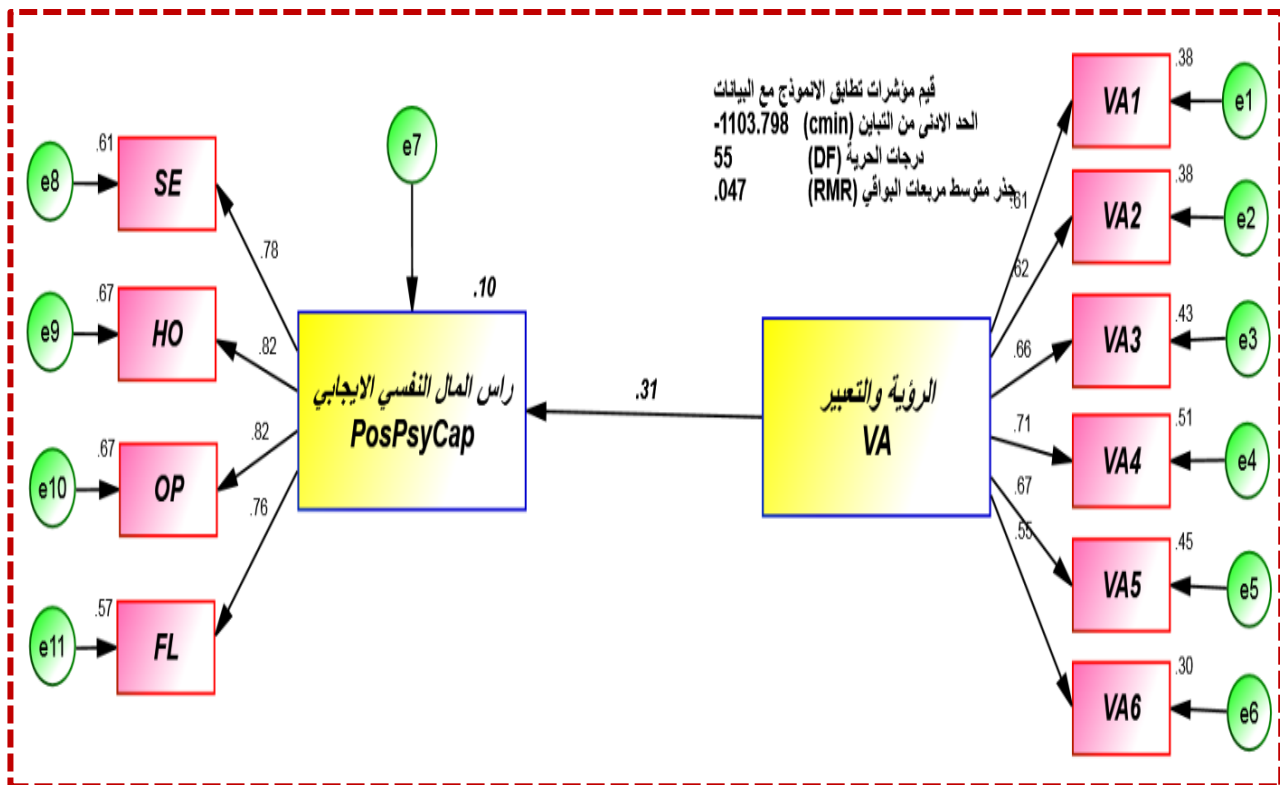 قيم مؤشرات تطابق الانموذج مع البيانات
الحد الادنى من التباين (cmin) -1103.798
درجات الحرية (DF) 55
جذر متوسط مربعات البواقي (RMR) .047
e7
e8
.61
SE
.78
e9
.67
HO
.82
e10
.67
OP
.82
e11
.57
FL
.76
.10
راس المال النفسي الايجابي
PosPsyCap
.31
الرؤية والتعبير
VA
.61
VA1
.38
e1
.62
VA2
.38
e2
.66
VA3
.43
e3
.71
VA4
.51
e4
.67
VA5
.45
e5
.55
VA6
.30
e6